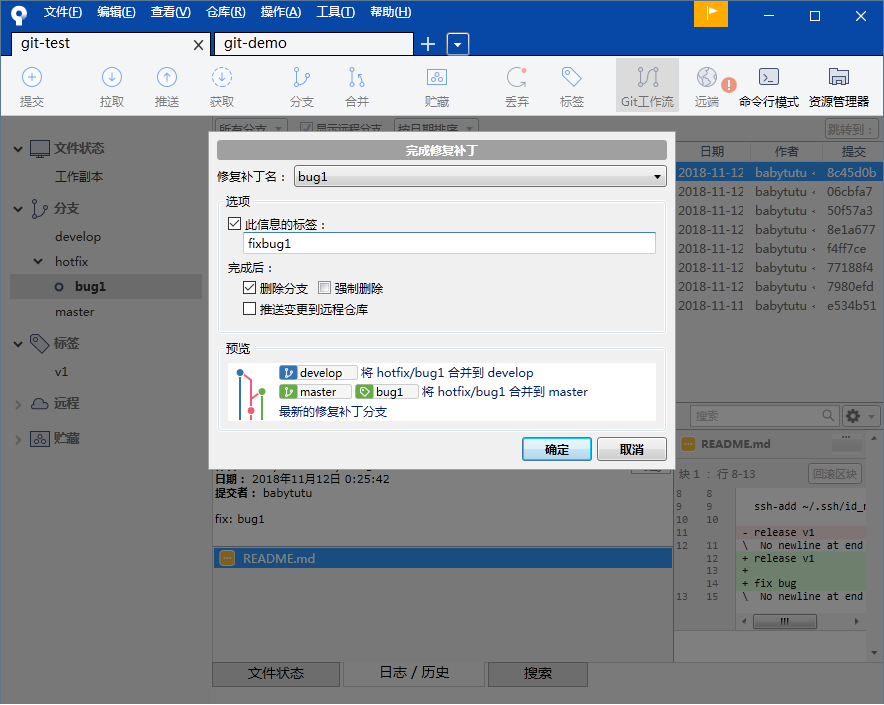 文件(F) 编辑(E) 查看(V) 仓库(R) 操作(A) 工具(T) 帮助(H)
git-test
git-demo
提交 拉取 推送 获取 分支 合并 贮藏 丢弃 标签 Git工作流 远端 命令行模式 资源管理器
所有分支 显示远程分支 按日期排序 跳转到：
文件状态
工作副本
分支
develop
hotfix
bug1
master
标签
v1
远程
贮藏
完成修复补丁
修复补丁名： bug1
选项
此信息的标签：
fixbug1
完成后：
删除分支 强制删除
推送变更到远程仓库
预览
develop 将 hotfix/bug1 合并到 develop
master bug1 将 hotfix/bug1 合并到 master
最新的修复补丁分支
确定 取消
日期 作者 提交
2018-11-12 babytutu < 8c45d0b
2018-11-12 babytutu < 06cbfa7
2018-11-12 babytutu < 50f57a3
2018-11-12 babytutu < 8e1a677
2018-11-12 babytutu < f4ff7ce
2018-11-12 babytutu < 77188f4
2018-11-12 babytutu < 7980efd
2018-11-11 babytutu < e534b51
日期： 2018年11月12日 0:25:42
提交者： babytutu
fix: bug1
README.md
搜索
README.md
块 1 ：行 8-13 回滚区块
8 8
9 9 ssh-add ~/.ssh/id_r
10 10
11 - release v1
12 11 \ No newline at end
12 + release v1
13 +
14 + fix bug
13 15 \ No newline at end
文件状态 日志 / 历史 搜索